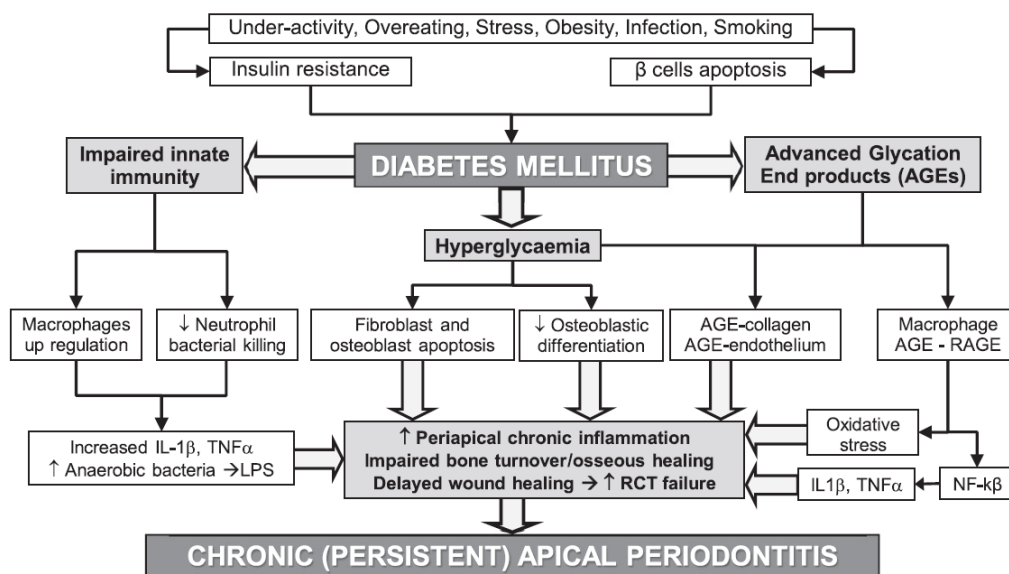 Under-activity, Overeating, Stress, Obesity, Infection, Smoking
Insulin resistance
β cells apoptosis
Impaired innate
immunity
DIABETES MELLITUS
Advanced Glycation
End products (AGEs)
Hyperglycaemia
Macrophages
up regulation
↓ Neutrophil
bacterial killing
Fibroblast and
osteoblast apoptosis
↓ Osteoblastic
differentiation
AGE-collagen
AGE-endothelium
Macrophage
AGE - RAGE
Increased IL-1β, TNFα
↑ Anaerobic bacteria →LPS
↑ Periapical chronic inflammation
Impaired bone turnover/osseous healing
Delayed wound healing → ↑ RCT failure
Oxidative
stress
IL1β, TNFα
NF-kβ
CHRONIC (PERSISTENT) APICAL PERIODONTITIS